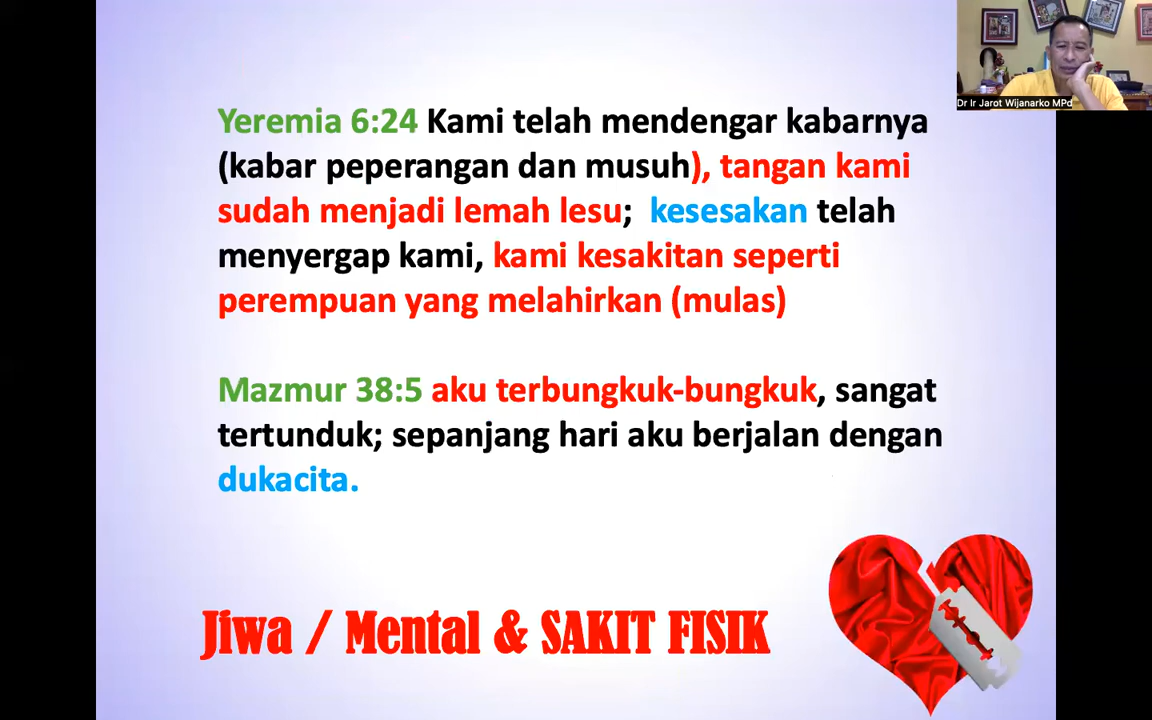 Dr Ir Jarot Wijanarko MPd
Yeremia 6:24 Kami telah mendengar kabarnya
(kabar peperangan dan musuh), tangan kami
sudah menjadi lemah lesu;  kesesakan telah
menyergap kami, kami kesakitan seperti
perempuan yang melahirkan (mulas)
Mazmur 38:5 aku terbungkuk-bungkuk, sangat
tertunduk; sepanjang hari aku berjalan dengan
dukacita.
Jiwa / Mental & SAKIT FISIK